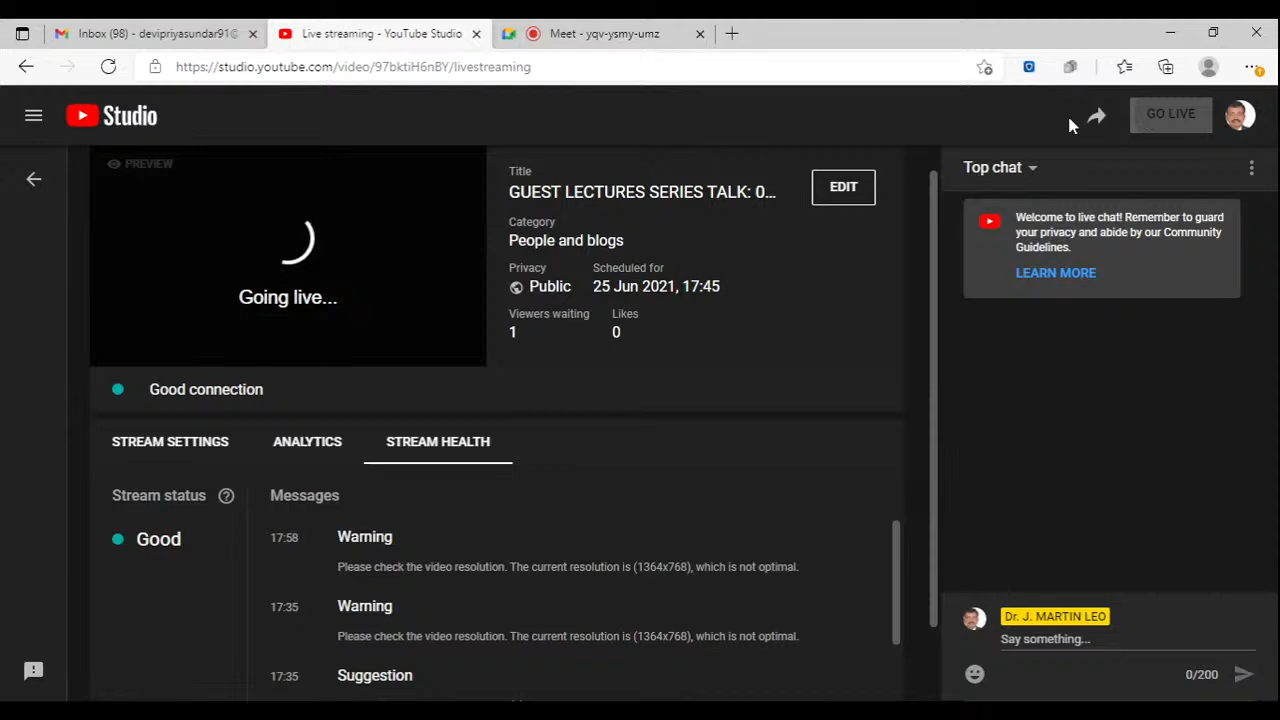 Inbox (98) - devipriyasundar91@
Live streaming - YouTube Studio
Meet - yqv-ysmy-umz
https://studio.youtube.com/video/97bktiH6nBY/livestreaming
Studio
GO LIVE
PREVIEW
Going live...
Title
GUEST LECTURES SERIES TALK: 0...
EDIT
Category
People and blogs
Privacy
Public
Scheduled for
25 Jun 2021, 17:45
Viewers waiting
1
Likes
0
Good connection
STREAM SETTINGS
ANALYTICS
STREAM HEALTH
Stream status
Good
Messages
17:58
Warning
Please check the video resolution. The current resolution is (1364x768), which is not optimal.
17:35
Warning
Please check the video resolution. The current resolution is (1364x768), which is not optimal.
17:35
Suggestion
Top chat
Welcome to live chat! Remember to guard
your privacy and abide by our Community
Guidelines.
LEARN MORE
Dr. J. MARTIN LEO
Say something...
0/200